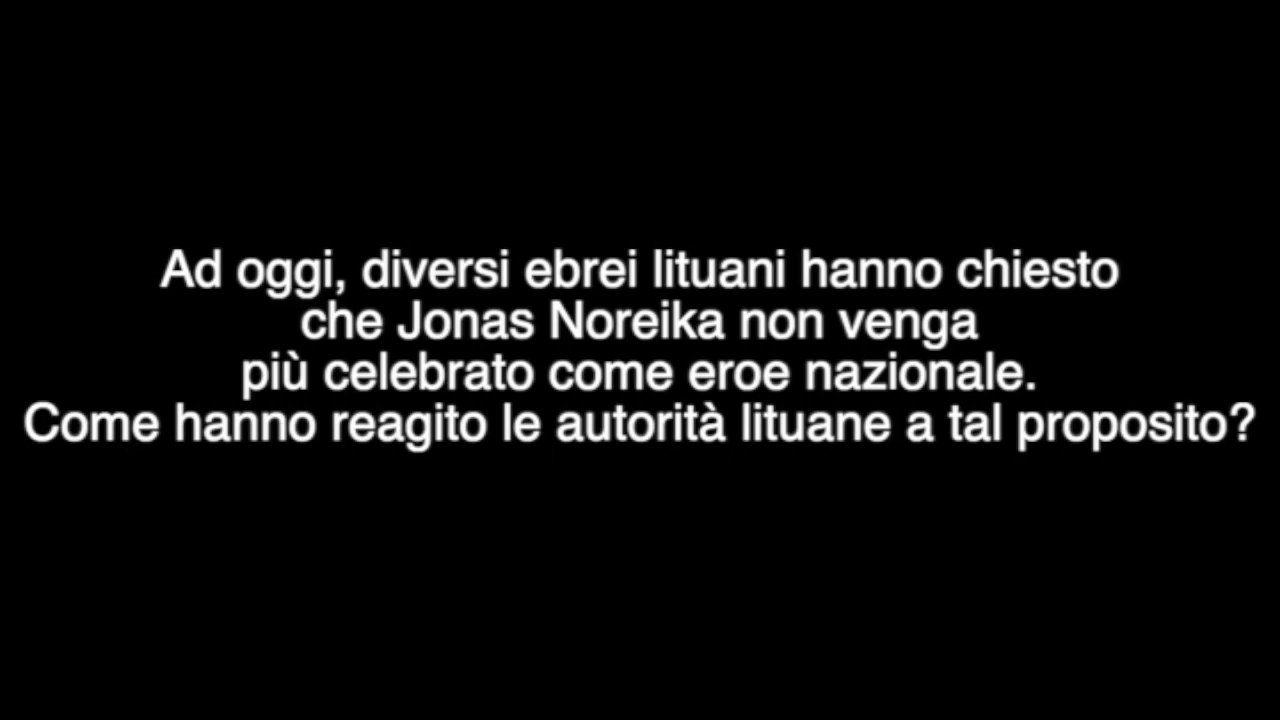 Ad oggi, diversi ebrei lituani hanno chiesto
che Jonas Noreika non venga
più celebrato come eroe nazionale.
Come hanno reagito le autorità lituane a tal proposito?